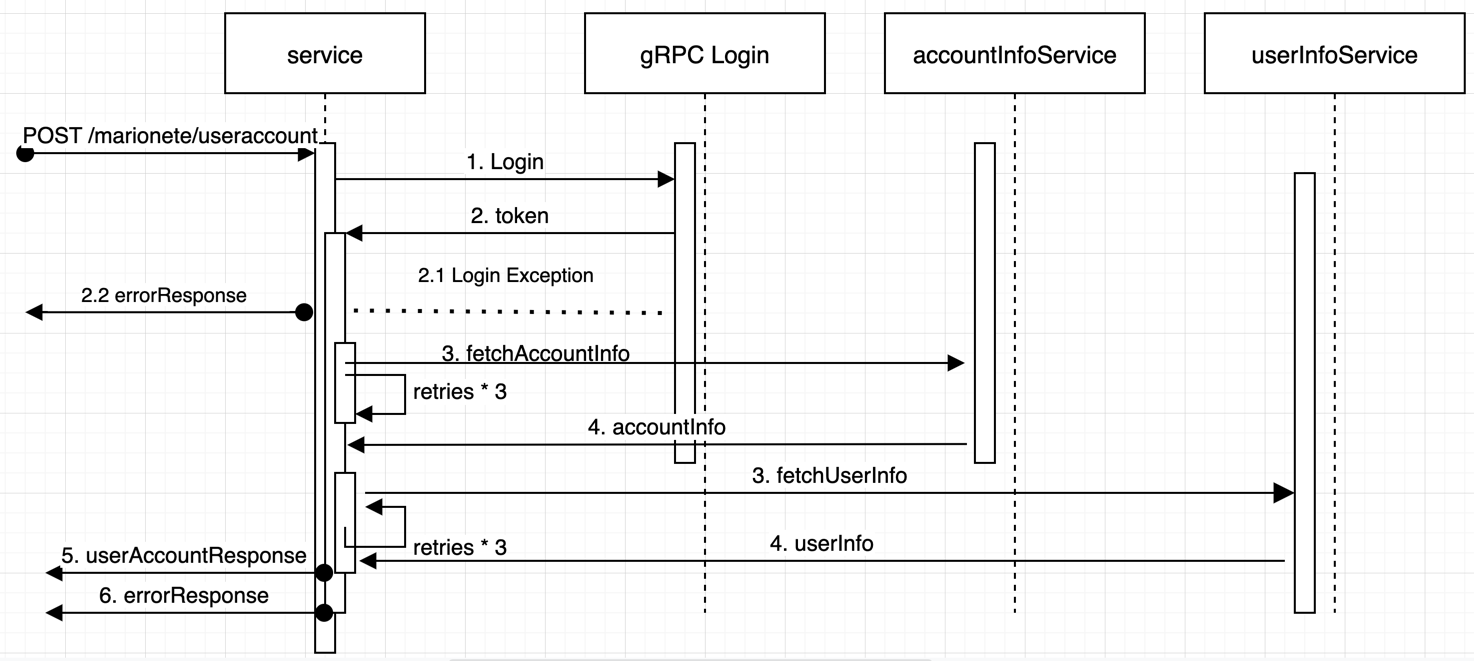 service
gRPC Login
accountInfoService
userInfoService
POST /marionete/useraccount
1. Login
2. token
2.1 Login Exception
2.2 errorResponse
3. fetchAccountInfo
retries * 3
4. accountInfo
3. fetchUserInfo
retries * 3
4. userInfo
5. userAccountResponse
6. errorResponse